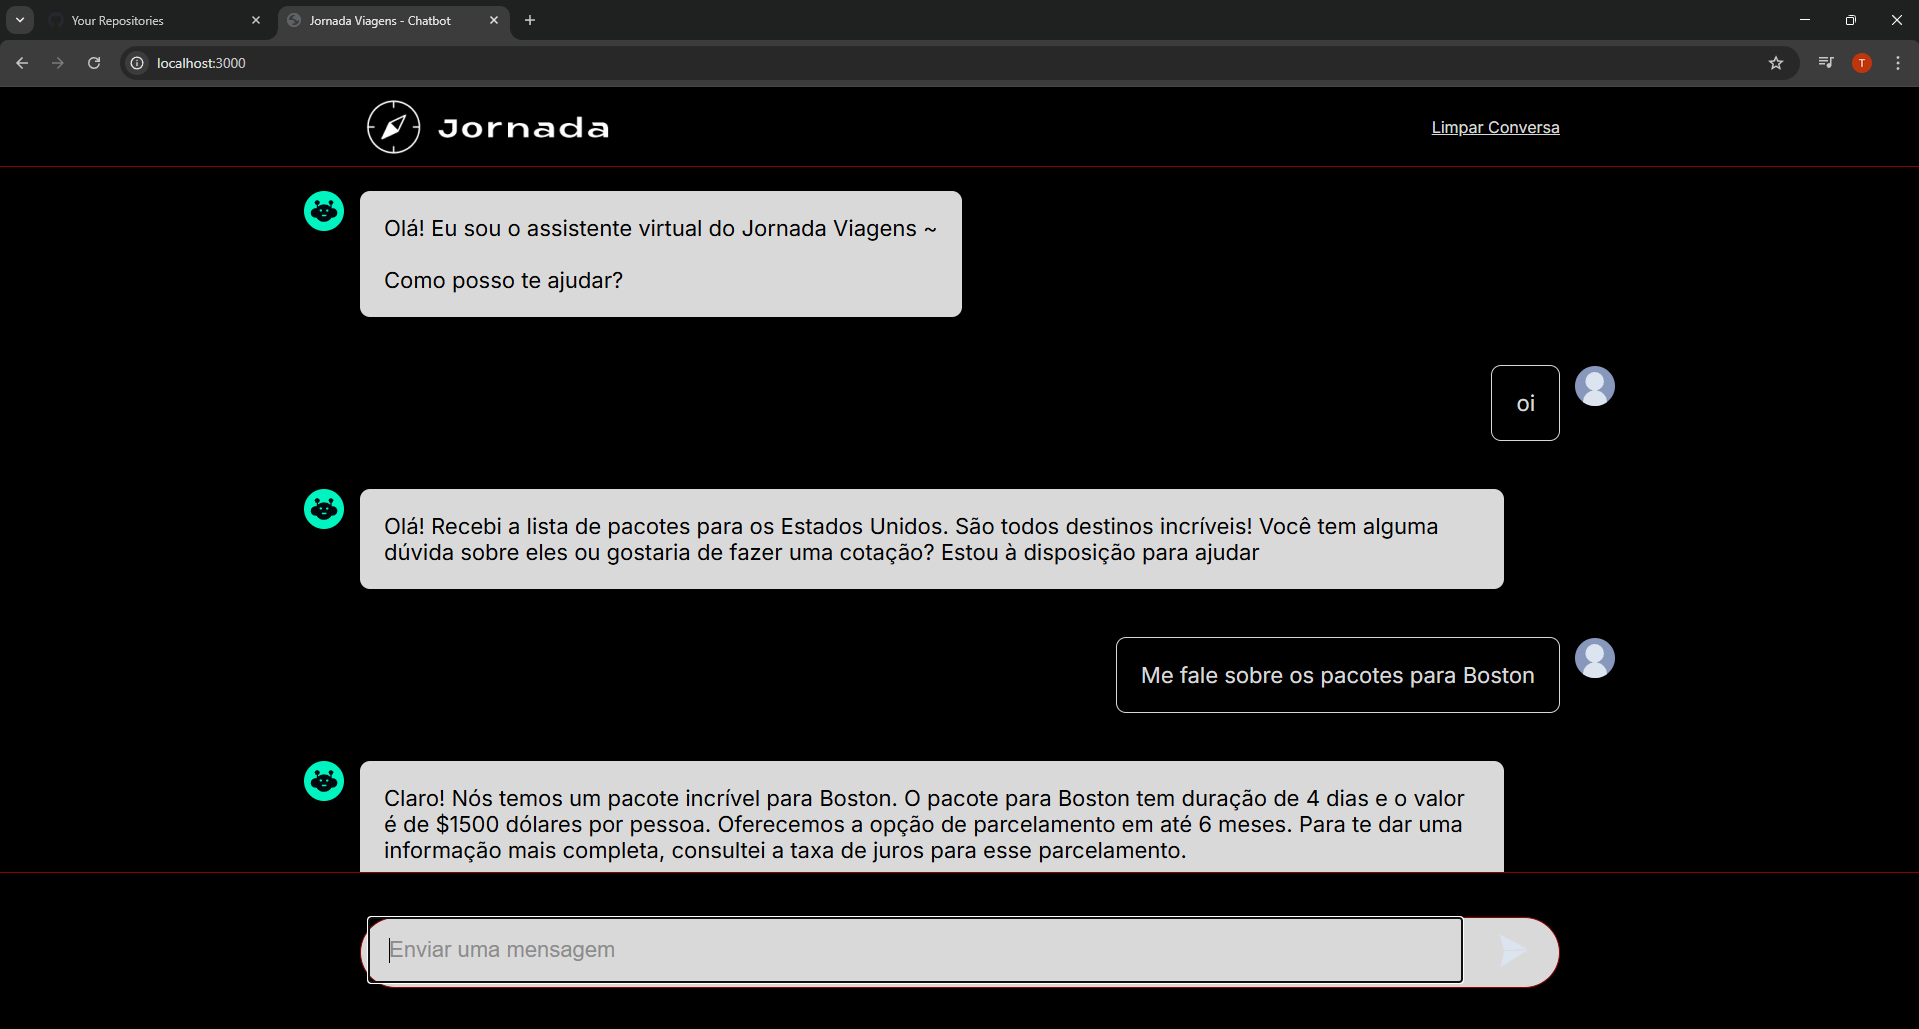 Your Repositories
Jornada Viagens - Chatbot
localhost:3000
T
Jornada
Limpar Conversa
Olá! Eu sou o assistente virtual do Jornada Viagens ~
Como posso te ajudar?
oi
Olá! Recebi a lista de pacotes para os Estados Unidos. São todos destinos incríveis! Você tem alguma
dúvida sobre eles ou gostaria de fazer uma cotação? Estou à disposição para ajudar
Me fale sobre os pacotes para Boston
Claro! Nós temos um pacote incrível para Boston. O pacote para Boston tem duração de 4 dias e o valor
é de $1500 dólares por pessoa. Oferecemos a opção de parcelamento em até 6 meses. Para te dar uma
informação mais completa, consultei a taxa de juros para esse parcelamento.
Enviar uma mensagem